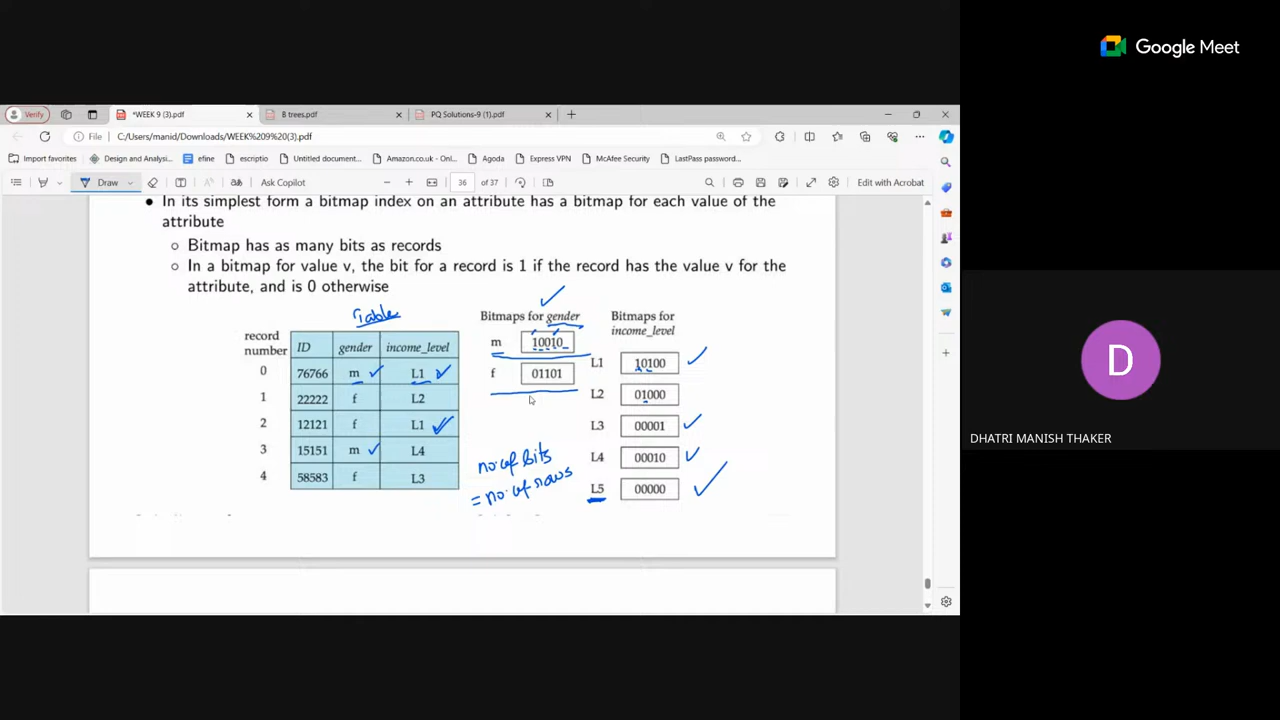 Google Meet
Verify
*WEEK 9 (3).pdf
B trees.pdf
PQ Solutions-9 (1).pdf
File
C:/Users/manid/Downloads/WEEK%209%20(3).pdf
Import favorites
Design and Analysi...
efine
escriptio
Untitled document...
Amazon.co.uk - Onl...
Agoda
Express VPN
McAfee Security
LastPass password...
Draw
Ask Copilot
36 of 37
Edit with Acrobat
• In its simplest form a bitmap index on an attribute has a bitmap for each value of the
attribute
○ Bitmap has as many bits as records
○ In a bitmap for value v, the bit for a record is 1 if the record has the value v for the
attribute, and is 0 otherwise
Table
record
number
ID gender income_level
0 76766 m L1
1 22222 f L2
2 12121 f L1
3 15151 m L4
4 58583 f L3
Bitmaps for gender
m 10010
f 01101
no. of Bits
= no. of rows
Bitmaps for
income_level
L1 10100
L2 01000
L3 00001
L4 00010
L5 00000
D
DHATRI MANISH THAKER